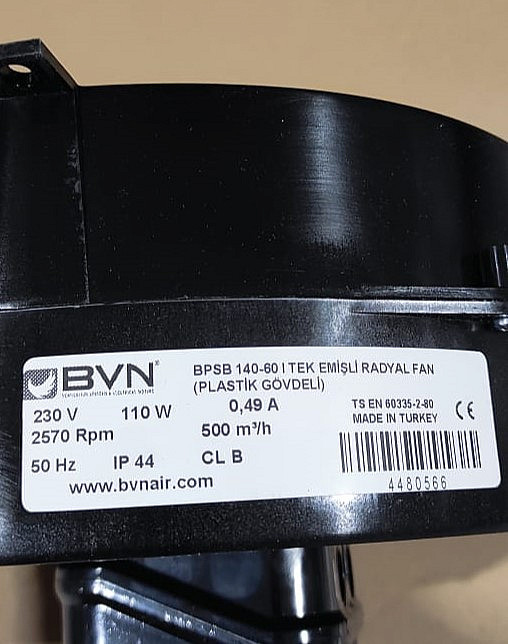 BVN®
BPSB 140-60 I TEK EMİŞLİ RADYAL FAN
(PLASTİK GÖVDELİ)
230 V 110 W 0,49 A
TS EN 60335-2-80
MADE IN TURKEY CE
2570 Rpm 500 m³/h
50 Hz IP 44 CL B
www.bvnair.com
4480566